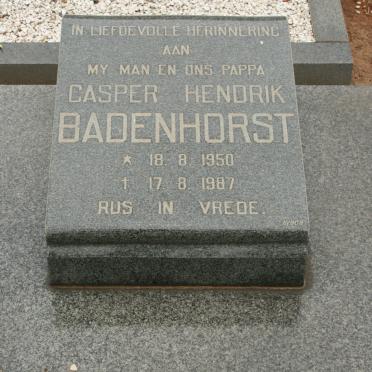 IN LIEFDEVOLLE HERINNERING
AAN
MY MAN EN ONS PAPPA
CASPER HENDRIK
BADENHORST
* 18. 8. 1950
† 17. 8. 1987
RUS IN VREDE.